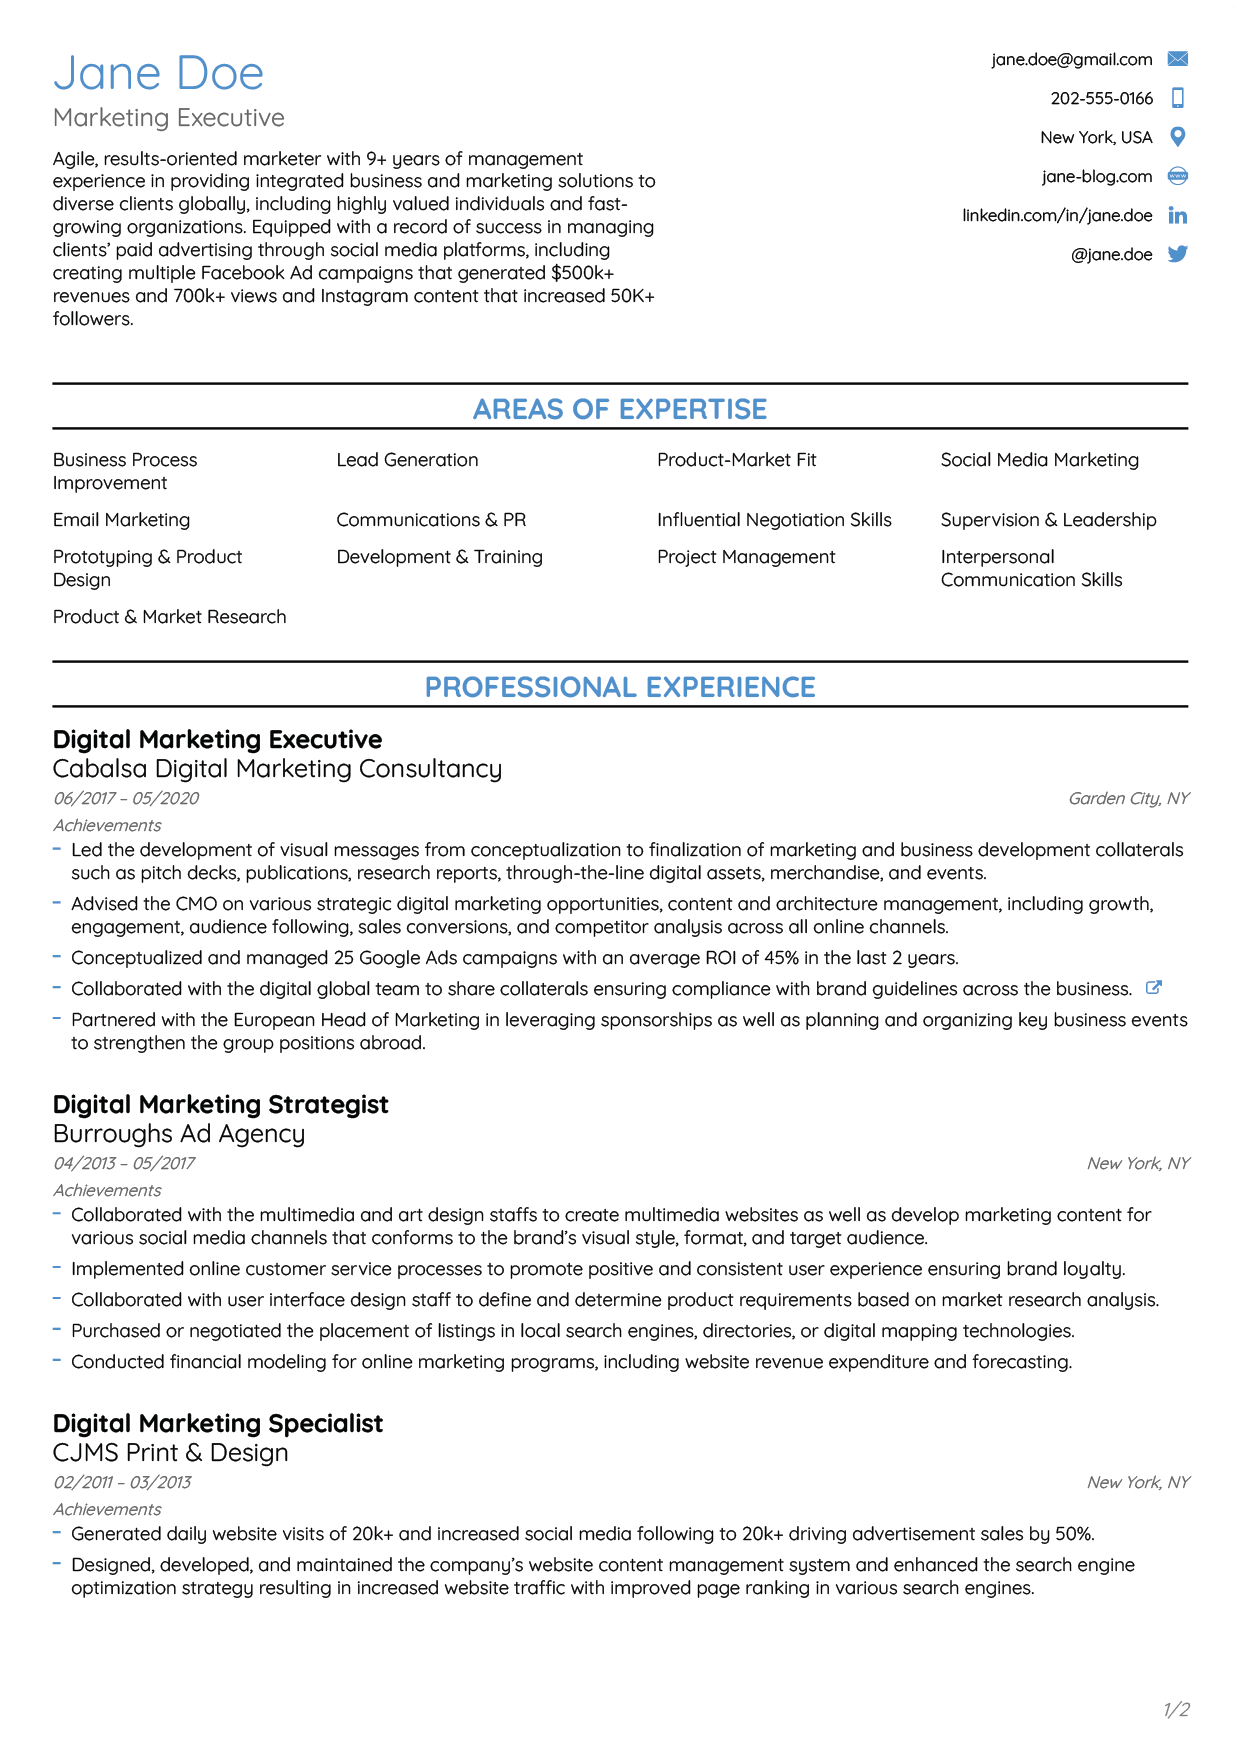 Jane Doe
Marketing Executive
Agile, results-oriented marketer with 9+ years of management
experience in providing integrated business and marketing solutions to
diverse clients globally, including highly valued individuals and fast-
growing organizations. Equipped with a record of success in managing
clients’ paid advertising through social media platforms, including
creating multiple Facebook Ad campaigns that generated $500k+
revenues and 700k+ views and Instagram content that increased 50K+
followers.
jane.doe@gmail.com
202-555-0166
New York, USA
jane-blog.com
linkedin.com/in/jane.doe
@jane.doe
AREAS OF EXPERTISE
Business Process
Improvement
Lead Generation
Product-Market Fit
Social Media Marketing
Email Marketing
Communications & PR
Influential Negotiation Skills
Supervision & Leadership
Prototyping & Product
Design
Development & Training
Project Management
Interpersonal
Communication Skills
Product & Market Research
PROFESSIONAL EXPERIENCE
Digital Marketing Executive
Cabalsa Digital Marketing Consultancy
06/2017 – 05/2020 Garden City, NY
Achievements
– Led the development of visual messages from conceptualization to finalization of marketing and business development collaterals
such as pitch decks, publications, research reports, through-the-line digital assets, merchandise, and events.
– Advised the CMO on various strategic digital marketing opportunities, content and architecture management, including growth,
engagement, audience following, sales conversions, and competitor analysis across all online channels.
– Conceptualized and managed 25 Google Ads campaigns with an average ROI of 45% in the last 2 years.
– Collaborated with the digital global team to share collaterals ensuring compliance with brand guidelines across the business.
– Partnered with the European Head of Marketing in leveraging sponsorships as well as planning and organizing key business events
to strengthen the group positions abroad.
Digital Marketing Strategist
Burroughs Ad Agency
04/2013 – 05/2017 New York, NY
Achievements
– Collaborated with the multimedia and art design staffs to create multimedia websites as well as develop marketing content for
various social media channels that conforms to the brand’s visual style, format, and target audience.
– Implemented online customer service processes to promote positive and consistent user experience ensuring brand loyalty.
– Collaborated with user interface design staff to define and determine product requirements based on market research analysis.
– Purchased or negotiated the placement of listings in local search engines, directories, or digital mapping technologies.
– Conducted financial modeling for online marketing programs, including website revenue expenditure and forecasting.
Digital Marketing Specialist
CJMS Print & Design
02/2011 – 03/2013 New York, NY
Achievements
– Generated daily website visits of 20k+ and increased social media following to 20k+ driving advertisement sales by 50%.
– Designed, developed, and maintained the company’s website content management system and enhanced the search engine
optimization strategy resulting in increased website traffic with improved page ranking in various search engines.
1/2